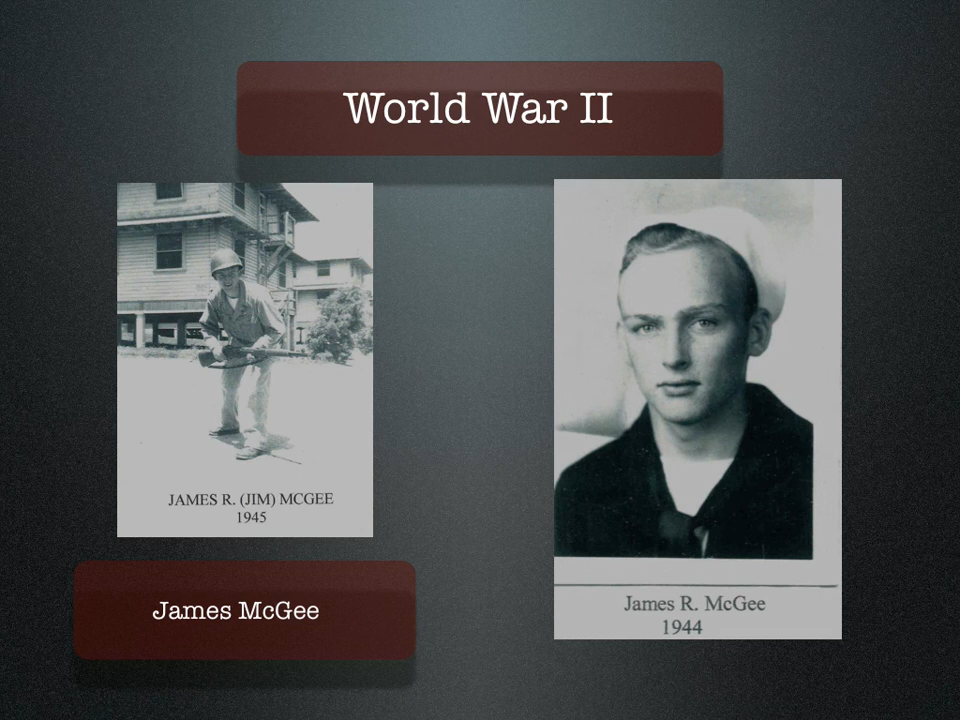 World War II
JAMES R. (JIM) MCGEE
1945
James McGee
James R. McGee
1944